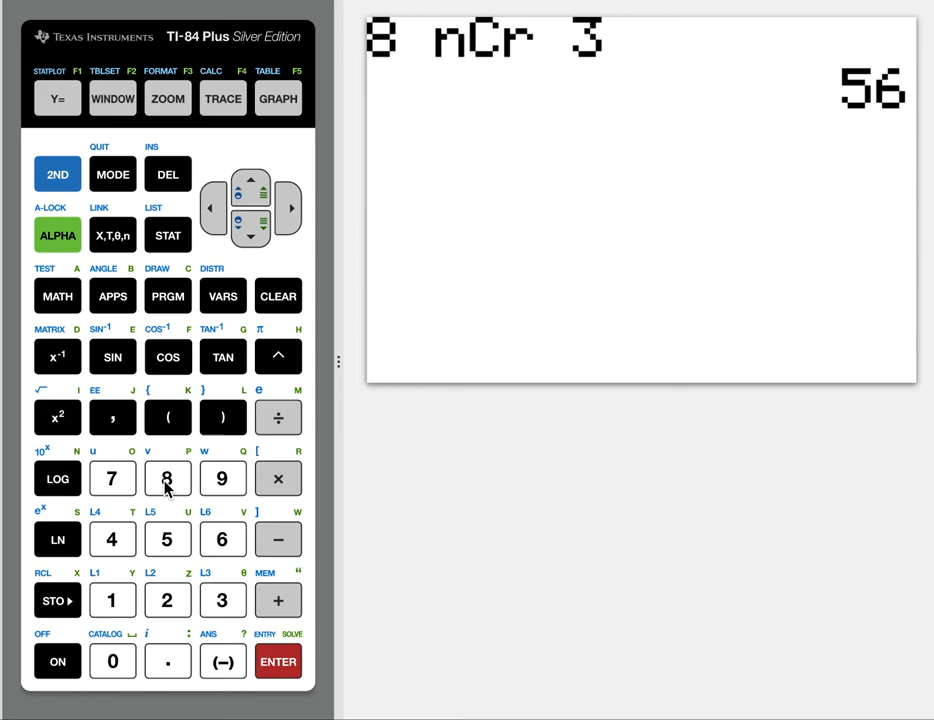 TEXAS INSTRUMENTS TI-84 Plus Silver Edition
STATPLOT F1 TBLSET F2 FORMAT F3 CALC F4 TABLE F5
Y= WINDOW ZOOM TRACE GRAPH
QUIT INS
2ND MODE DEL
A-LOCK LINK LIST
ALPHA X,T,θ,n STAT
TEST A ANGLE B DRAW C DISTR
MATH APPS PRGM VARS CLEAR
MATRIX D SIN⁻¹ E COS⁻¹ F TAN⁻¹ G π H
x⁻¹ SIN COS TAN ^
√ I EE J { K } L e M
x² , ( ) ÷
10ˣ N u O v P w Q [ R
LOG 7 8 9 ×
eˣ S L4 T L5 U L6 V ] W
LN 4 5 6 −
RCL X L1 Y L2 Z L3 θ MEM “
STO▸ 1 2 3 +
OFF CATALOG ⎵ i : ANS ? ENTRY SOLVE
ON 0 . (−) ENTER
8 nCr 3
56